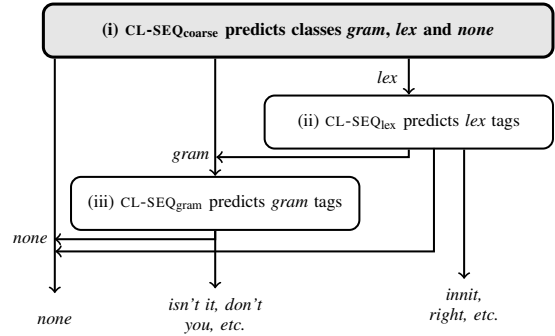 (i) CL-SEQcoarse predicts classes gram, lex and none
lex
(ii) CL-SEQlex predicts lex tags
gram
(iii) CL-SEQgram predicts gram tags
none
isn't it, don't
you, etc.
innit,
right, etc.
none